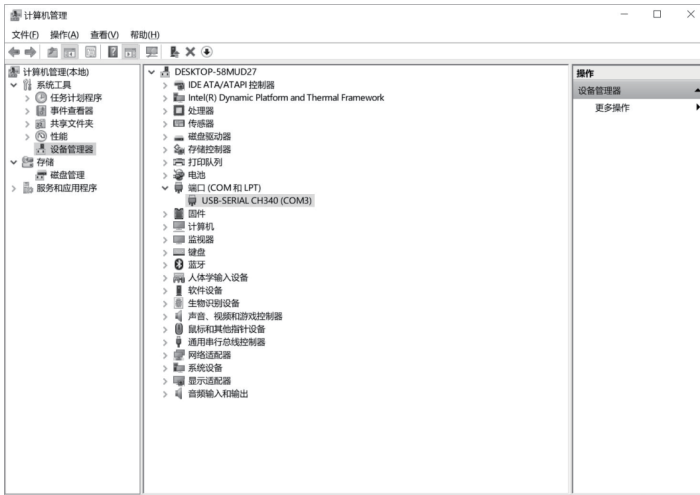 计算机管理
文件(F) 操作(A) 查看(V) 帮助(H)
计算机管理(本地)
系统工具
任务计划程序
事件查看器
共享文件夹
性能
设备管理器
存储
磁盘管理
服务和应用程序
DESKTOP-58MUD27
IDE ATA/ATAPI 控制器
Intel(R) Dynamic Platform and Thermal Framework
处理器
传感器
磁盘驱动器
存储控制器
打印队列
电池
端口 (COM 和 LPT)
USB-SERIAL CH340 (COM3)
固件
计算机
监视器
键盘
蓝牙
人体学输入设备
软件设备
生物识别设备
声音、视频和游戏控制器
鼠标和其他指针设备
通用串行总线控制器
网络适配器
系统设备
显示适配器
音频输入和输出
操作
设备管理器
更多操作